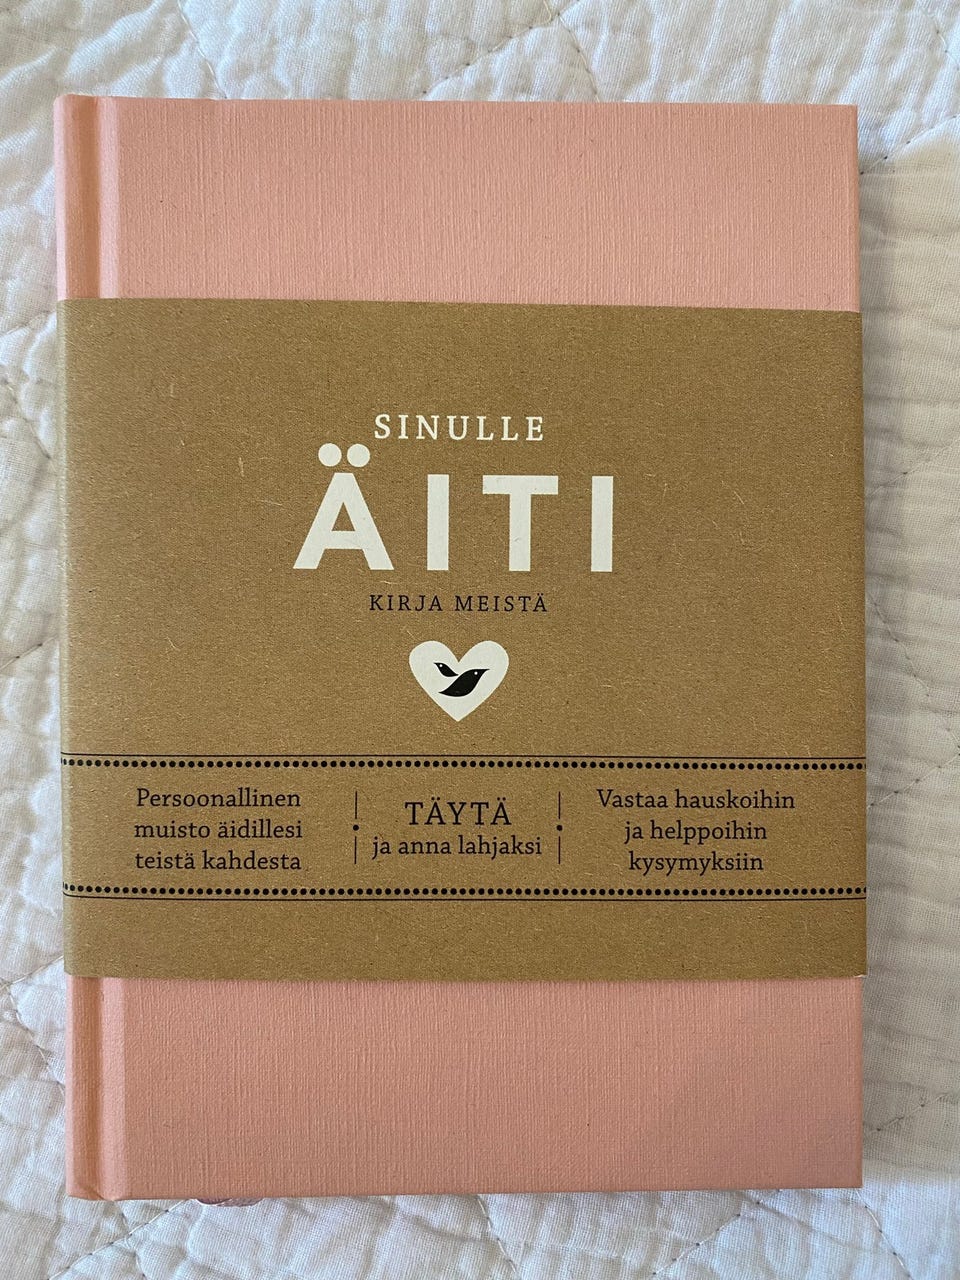 SINULLE
ÄITI
KIRJA MEISTÄ
Persoonallinen
muisto äidillesi
teistä kahdesta
TÄYTÄ
ja anna lahjaksi
Vastaa hauskoihin
ja helppoihin
kysymyksiin